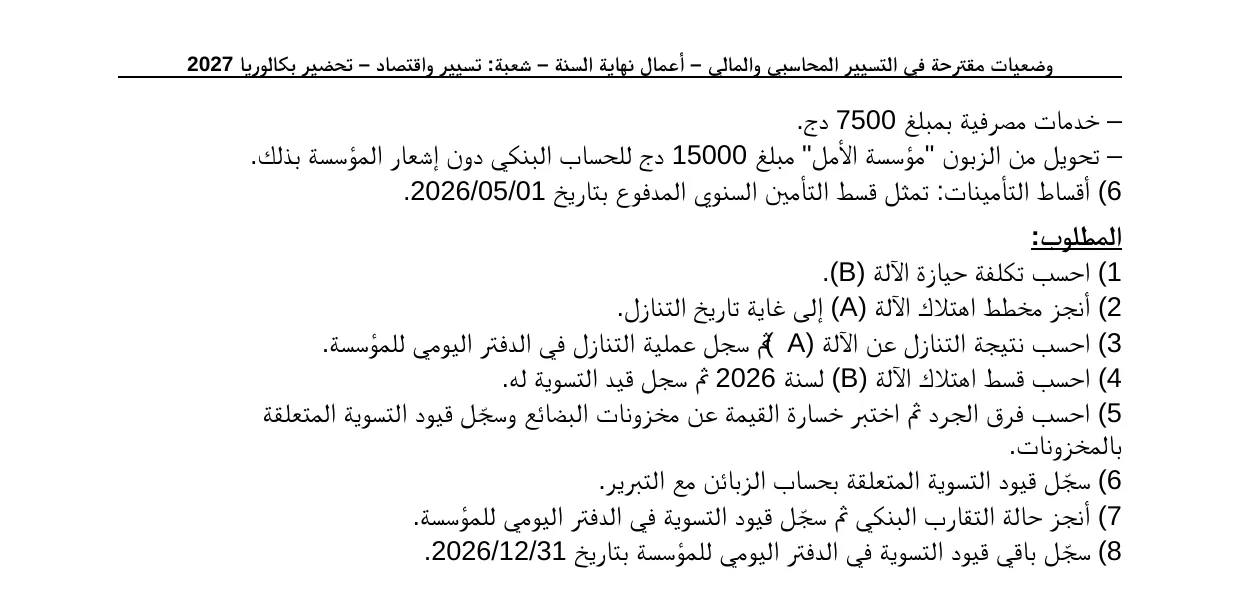 وضعيات مقترحة في التسيير المحاسبي والمالي – أعمال نهاية السنة – شعبة: تسيير واقتصاد – تحضير بكالوريا 2027
– خدمات مصرفية بمبلغ 7500 دج.
– تحويل من الزبون "مؤسسة الأمل" مبلغ 15000 دج للحساب البنكي دون إشعار المؤسسة بذلك.
6) أقساط التأمينات: تمثل قسط التأمين السنوي المدفوع بتاريخ 2026/05/01.
المطلوب:
1) احسب تكلفة حيازة الآلة (B).
2) أنجز مخطط اهتلاك الآلة (A) إلى غاية تاريخ التنازل.
3) احسب نتيجة التنازل عن الآلة (A) ثم سجل عملية التنازل في الدفتر اليومي للمؤسسة.
4) احسب قسط اهتلاك الآلة (B) لسنة 2026 ثم سجل قيد التسوية له.
5) احسب فرق الجرد ثم اختبر خسارة القيمة عن مخزونات البضائع وسجّل قيود التسوية المتعلقة
بالمخزونات.
6) سجّل قيود التسوية المتعلقة بحساب الزبائن مع التبرير.
7) أنجز حالة التقارب البنكي ثم سجّل قيود التسوية في الدفتر اليومي للمؤسسة.
8) سجّل باقي قيود التسوية في الدفتر اليومي للمؤسسة بتاريخ 2026/12/31.